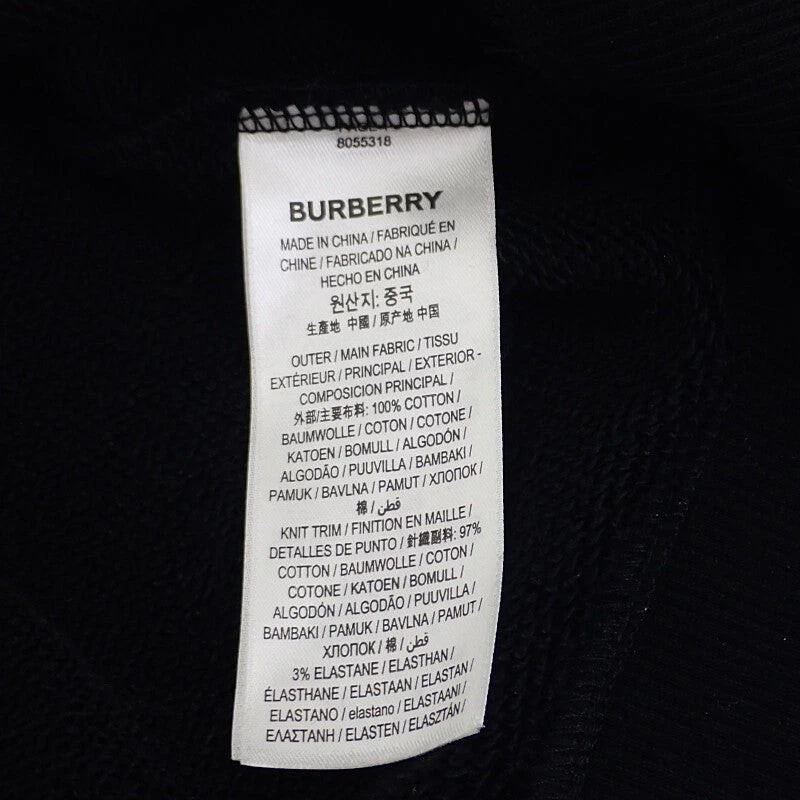 8055318
BURBERRY
MADE IN CHINA / FABRIQUÉ EN
CHINE / FABRICADO NA CHINA /
HECHO EN CHINA
원산지: 중국
生產地 中國 / 原产地 中国
OUTER / MAIN FABRIC / TISSU
EXTÉRIEUR / PRINCIPAL / EXTERIOR -
COMPOSICION PRINCIPAL /
外部/主要布料: 100% COTTON /
BAUMWOLLE / COTON / COTONE /
KATOEN / BOMULL / ALGODÓN /
ALGODÃO / PUUVILLA / BAMBAKI /
PAMUK / BAVLNA / PAMUT / ХЛОПОК /
棉 / قطن
KNIT TRIM / FINITION EN MAILLE /
DETALLES DE PUNTO / 針織副料: 97%
COTTON / BAUMWOLLE / COTON /
COTONE / KATOEN / BOMULL /
ALGODÓN / ALGODÃO / PUUVILLA /
BAMBAKI / PAMUK / BAVLNA / PAMUT /
ХЛОПОК / 棉 / قطن
3% ELASTANE / ELASTHAN /
ÉLASTHANE / ELASTAAN / ELASTAN /
ELASTANO / elastano / ELASTAANI /
ΕΛΑΣΤΑΝΗ / ELASTEN / ELASZTÁN /